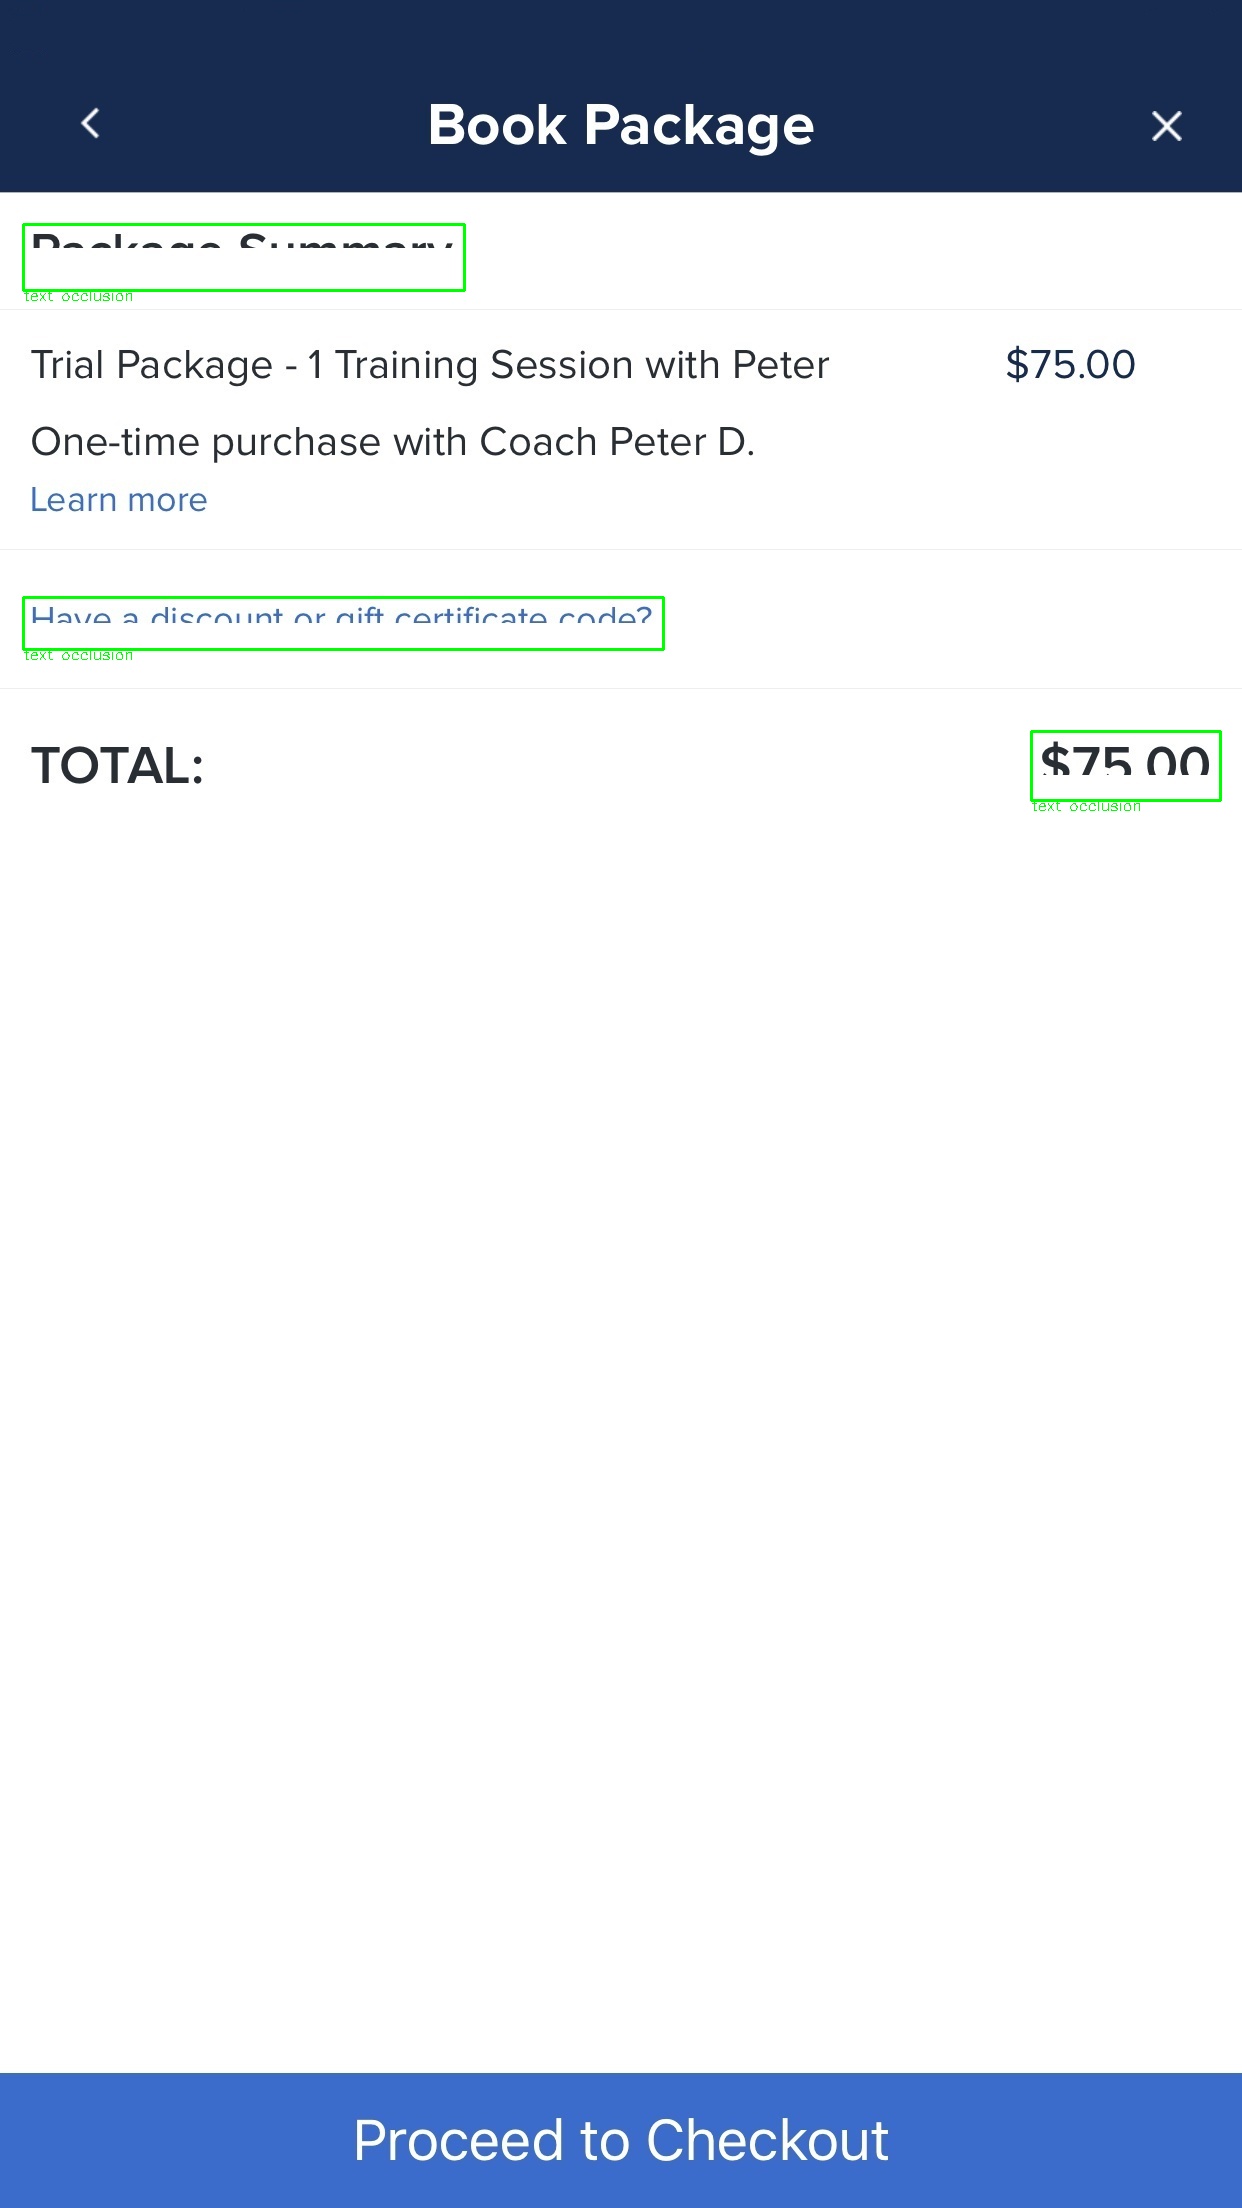 Book Package
Package Summary
text occlusion
Trial Package - 1 Training Session with Peter $75.00
One-time purchase with Coach Peter D.
Learn more
Have a discount or gift certificate code?
text occlusion
TOTAL: $75.00
text occlusion
Proceed to Checkout